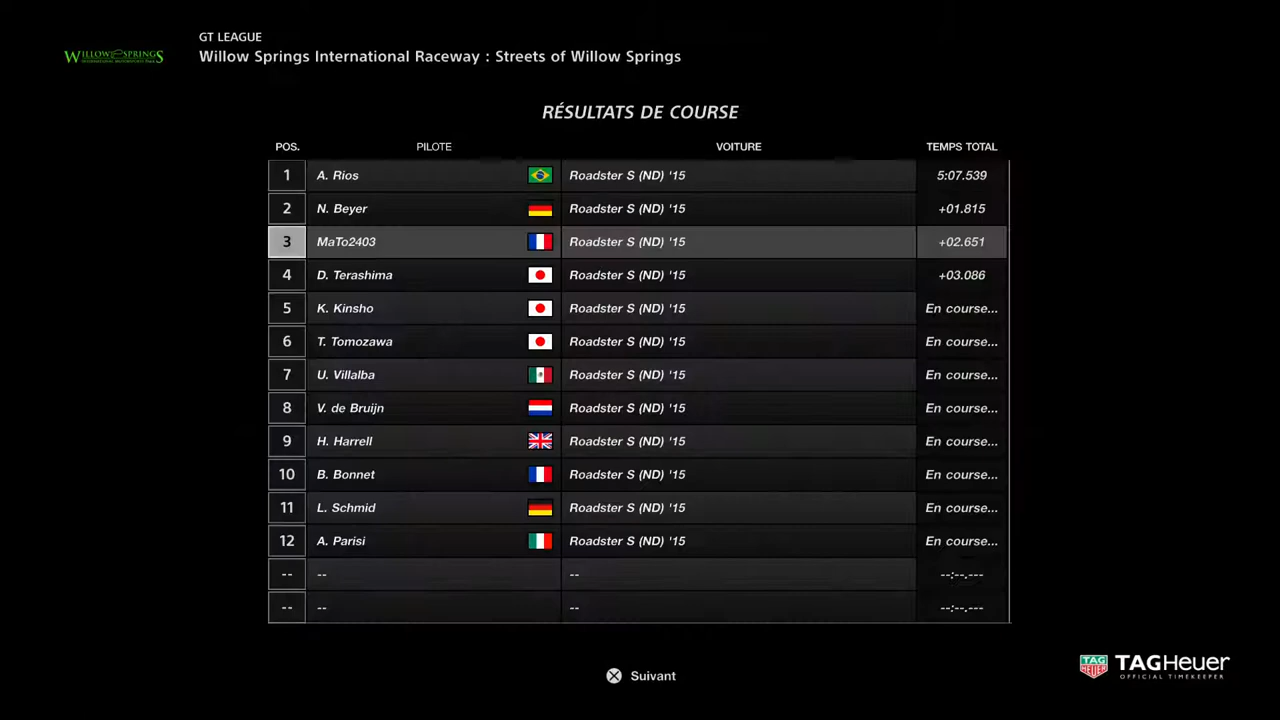 WILLOW SPRINGS
INTERNATIONAL MOTORSPORTS PARK
GT LEAGUE
Willow Springs International Raceway : Streets of Willow Springs
RÉSULTATS DE COURSE
POS. PILOTE VOITURE TEMPS TOTAL
1 A. Rios Roadster S (ND) '15 5:07.539
2 N. Beyer Roadster S (ND) '15 +01.815
3 MaTo2403 Roadster S (ND) '15 +02.651
4 D. Terashima Roadster S (ND) '15 +03.086
5 K. Kinsho Roadster S (ND) '15 En course...
6 T. Tomozawa Roadster S (ND) '15 En course...
7 U. Villalba Roadster S (ND) '15 En course...
8 V. de Bruijn Roadster S (ND) '15 En course...
9 H. Harrell Roadster S (ND) '15 En course...
10 B. Bonnet Roadster S (ND) '15 En course...
11 L. Schmid Roadster S (ND) '15 En course...
12 A. Parisi Roadster S (ND) '15 En course...
-- -- -- --:--.---
-- -- -- --:--.---
Suivant
TAG HEUER TAGHeuer
OFFICIAL TIMEKEEPER